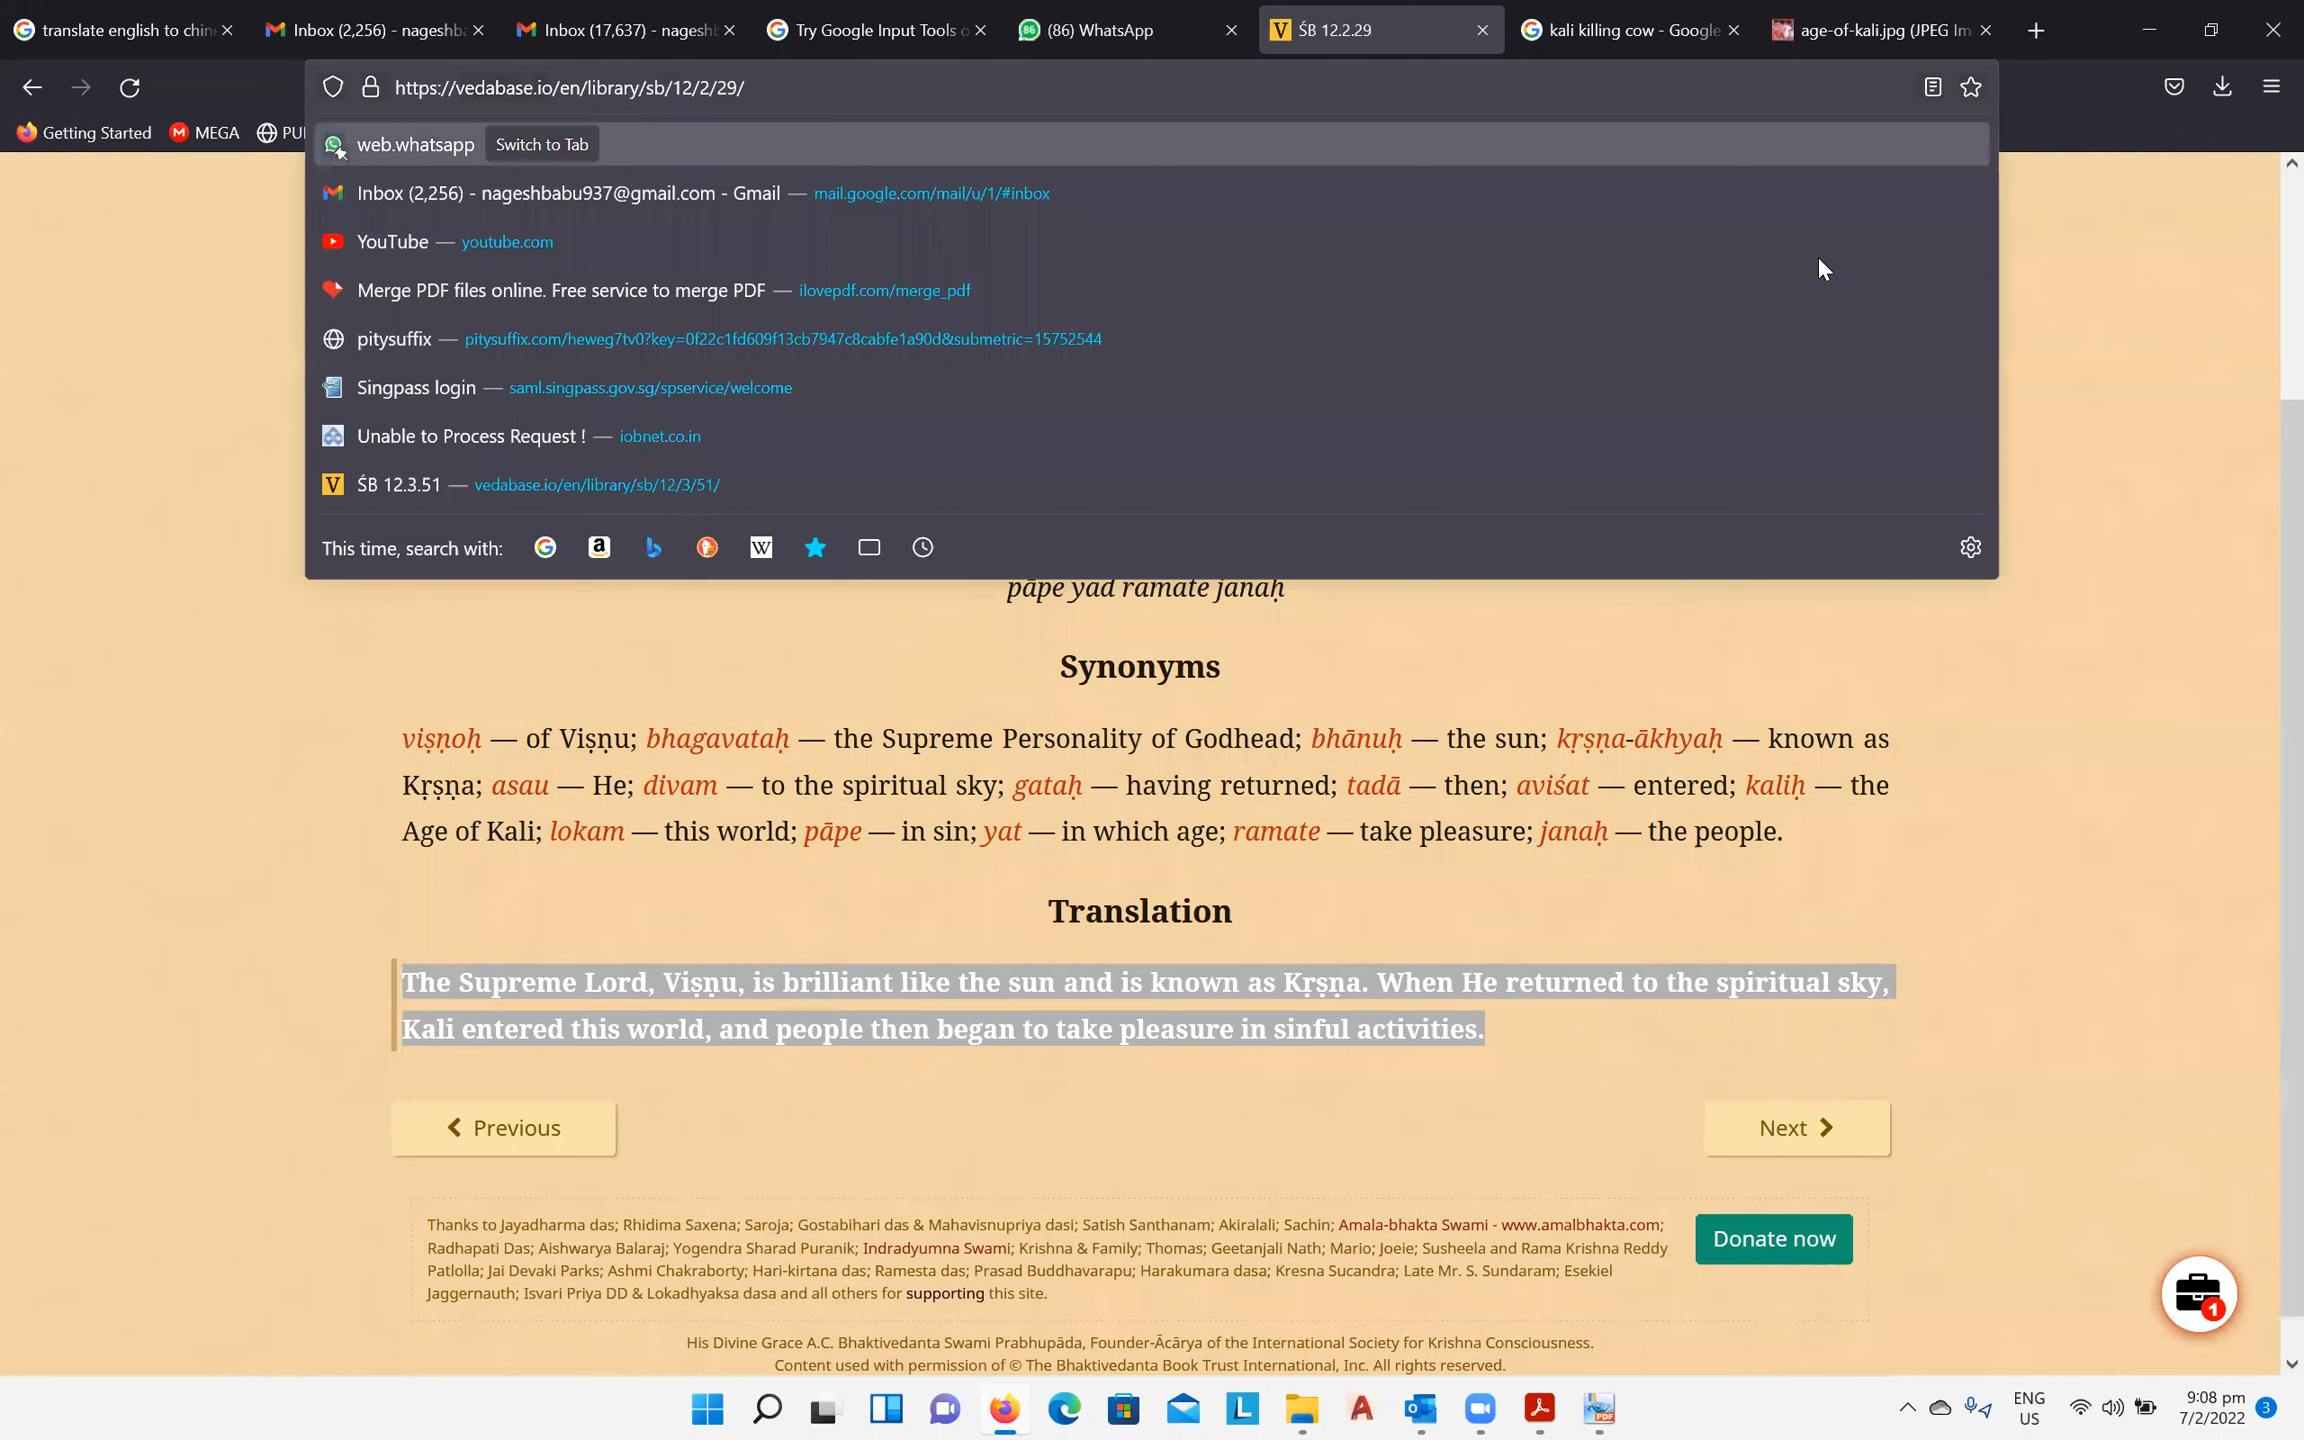 translate english to chin
Inbox (2,256) - nageshba
Inbox (17,637) - nagesh
Try Google Input Tools o
(86) WhatsApp
ŚB 12.2.29
kali killing cow - Google
age-of-kali.jpg (JPEG Im
https://vedabase.io/en/library/sb/12/2/29/
Getting Started
MEGA
PU
web.whatsapp Switch to Tab
Inbox (2,256) - nageshbabu937@gmail.com - Gmail — mail.google.com/mail/u/1/#inbox
YouTube — youtube.com
Merge PDF files online. Free service to merge PDF — ilovepdf.com/merge_pdf
pitysuffix — pitysuffix.com/heweg7tv0?key=0f22c1fd609f13cb7947c8cabfe1a90d&submetric=15752544
Singpass login — saml.singpass.gov.sg/spservice/welcome
Unable to Process Request ! — iobnet.co.in
V ŚB 12.3.51 — vedabase.io/en/library/sb/12/3/51/
This time, search with:
pāpe yad ramate janaḥ
Synonyms
viṣṇoḥ — of Viṣṇu; bhagavataḥ — the Supreme Personality of Godhead; bhānuḥ — the sun; kṛṣṇa-ākhyaḥ — known as
Kṛṣṇa; asau — He; divam — to the spiritual sky; gataḥ — having returned; tadā — then; aviśat — entered; kaliḥ — the
Age of Kali; lokam — this world; pāpe — in sin; yat — in which age; ramate — take pleasure; janaḥ — the people.
Translation
The Supreme Lord, Viṣṇu, is brilliant like the sun and is known as Kṛṣṇa. When He returned to the spiritual sky,
Kali entered this world, and people then began to take pleasure in sinful activities.
Previous
Next
Thanks to Jayadharma das; Rhidima Saxena; Saroja; Gostabihari das & Mahavisnupriya dasi; Satish Santhanam; Akiralali; Sachin; Amala-bhakta Swami - www.amalbhakta.com;
Radhapati Das; Aishwarya Balaraj; Yogendra Sharad Puranik; Indradyumna Swami; Krishna & Family; Thomas; Geetanjali Nath; Mario; Joeie; Susheela and Rama Krishna Reddy
Patlolla; Jai Devaki Parks; Ashmi Chakraborty; Hari-kirtana das; Ramesta das; Prasad Buddhavarapu; Harakumara dasa; Kresna Sucandra; Late Mr. S. Sundaram; Esekiel
Jaggernauth; Isvari Priya DD & Lokadhyaksa dasa and all others for supporting this site.
Donate now
1
His Divine Grace A.C. Bhaktivedanta Swami Prabhupāda, Founder-Ācārya of the International Society for Krishna Consciousness.
Content used with permission of © The Bhaktivedanta Book Trust International, Inc. All rights reserved.
ENG
US
9:08 pm
7/2/2022
3